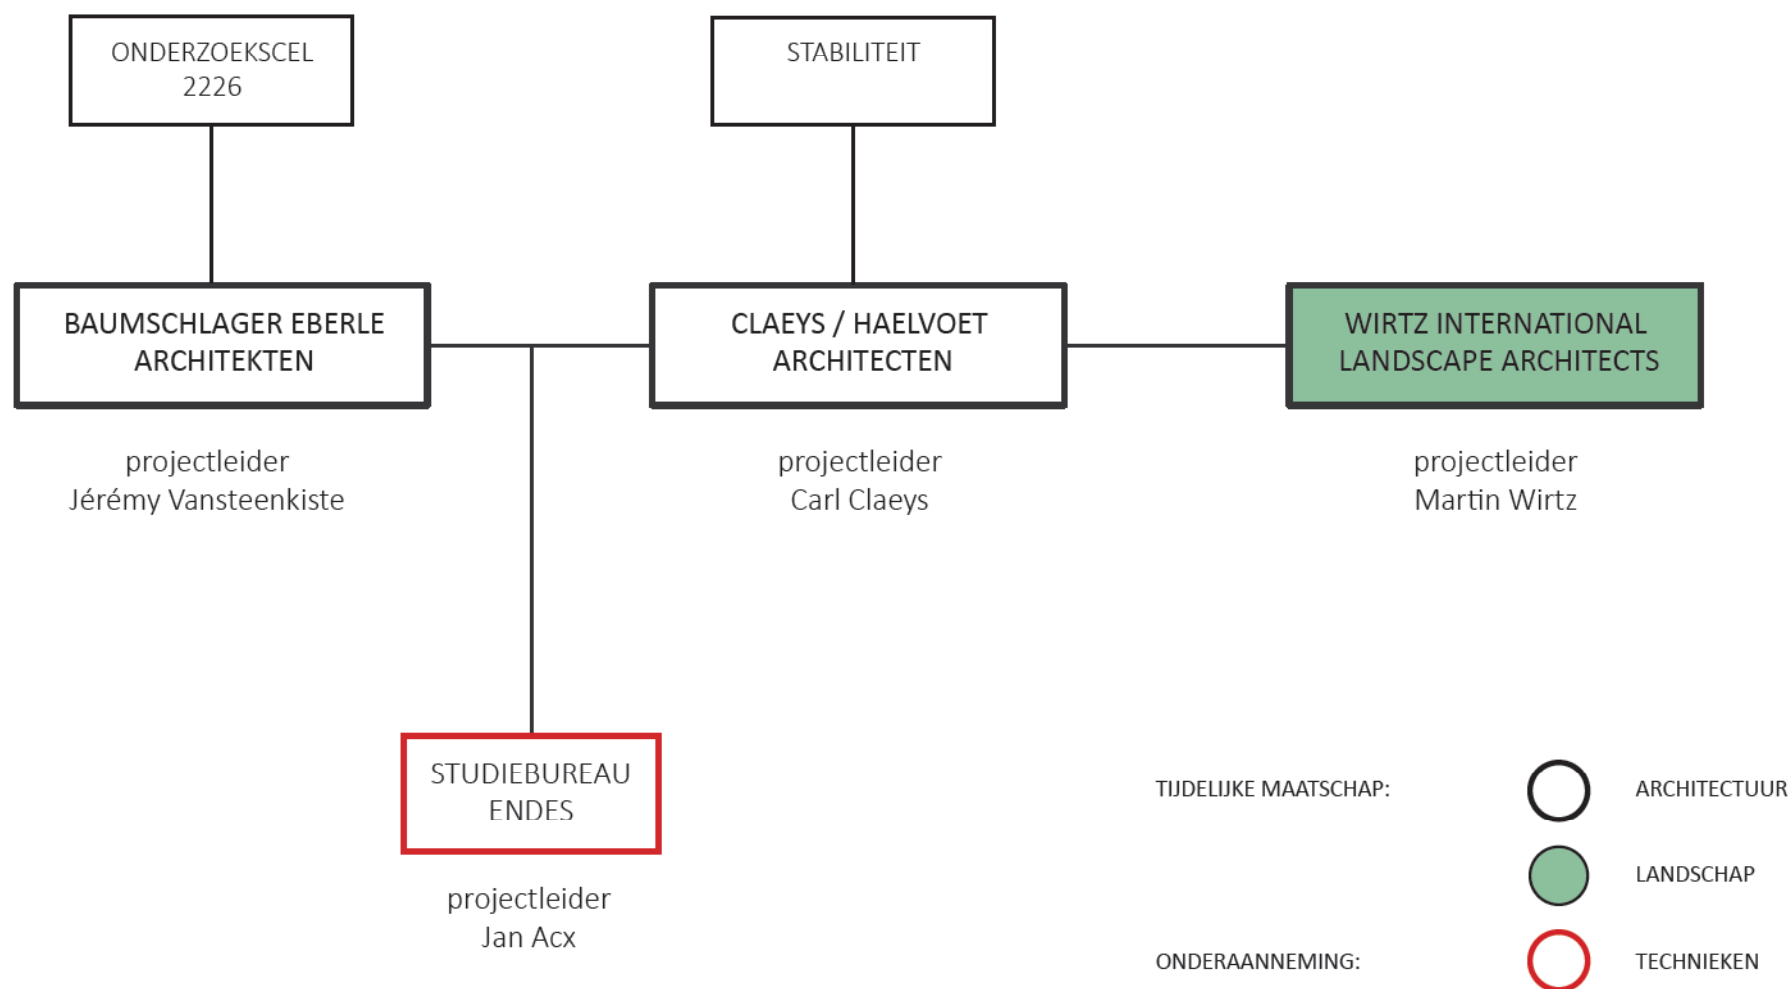 ONDERZOEKSCEL
2226
STABILITEIT
BAUMSCHLAGER EBERLE
ARCHITEKTEN
CLAEYS / HAELVOET
ARCHITECTEN
WIRTZ INTERNATIONAL
LANDSCAPE ARCHITECTS
projectleider
Jérémy Vansteenkiste
projectleider
Carl Claeys
projectleider
Martin Wirtz
STUDIEBUREAU
ENDES
projectleider
Jan Acx
TIJDELIJKE MAATSCHAP:
ARCHITECTUUR
LANDSCHAP
ONDERAANNEMING:
TECHNIEKEN